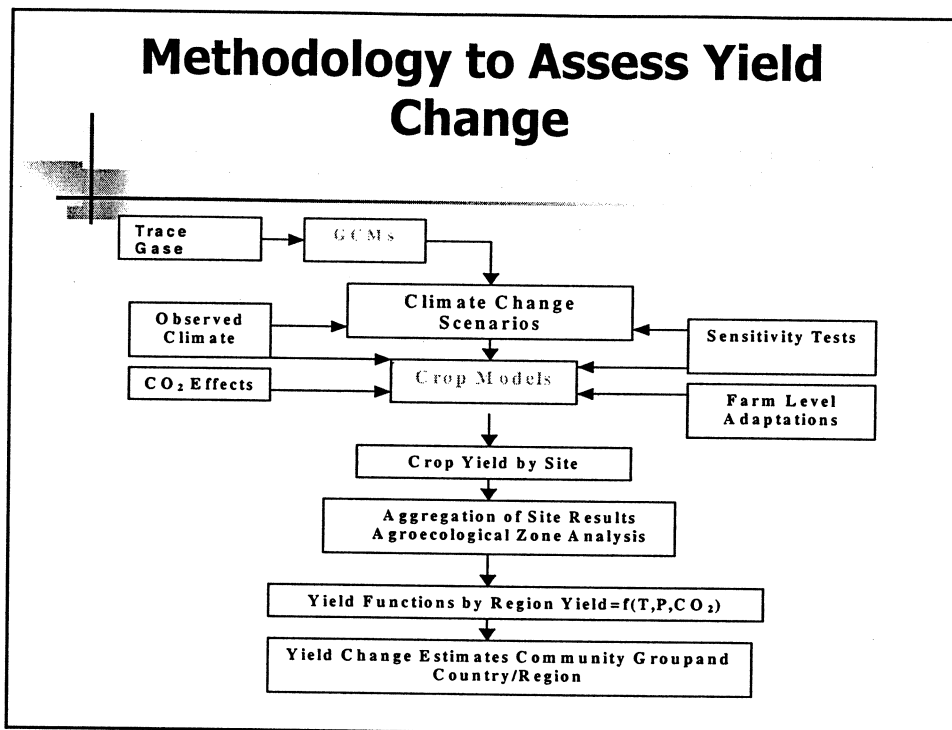 Methodology to Assess Yield
Change
Trace
Gase
GCMs
Climate Change
Scenarios
Observed
Climate
Sensitivity Tests
Crop Models
CO₂ Effects
Farm Level
Adaptations
Crop Yield by Site
Aggregation of Site Results
Agroecological Zone Analysis
Yield Functions by Region Yield=f(T,P,CO₂)
Yield Change Estimates Community Groupand
Country/Region